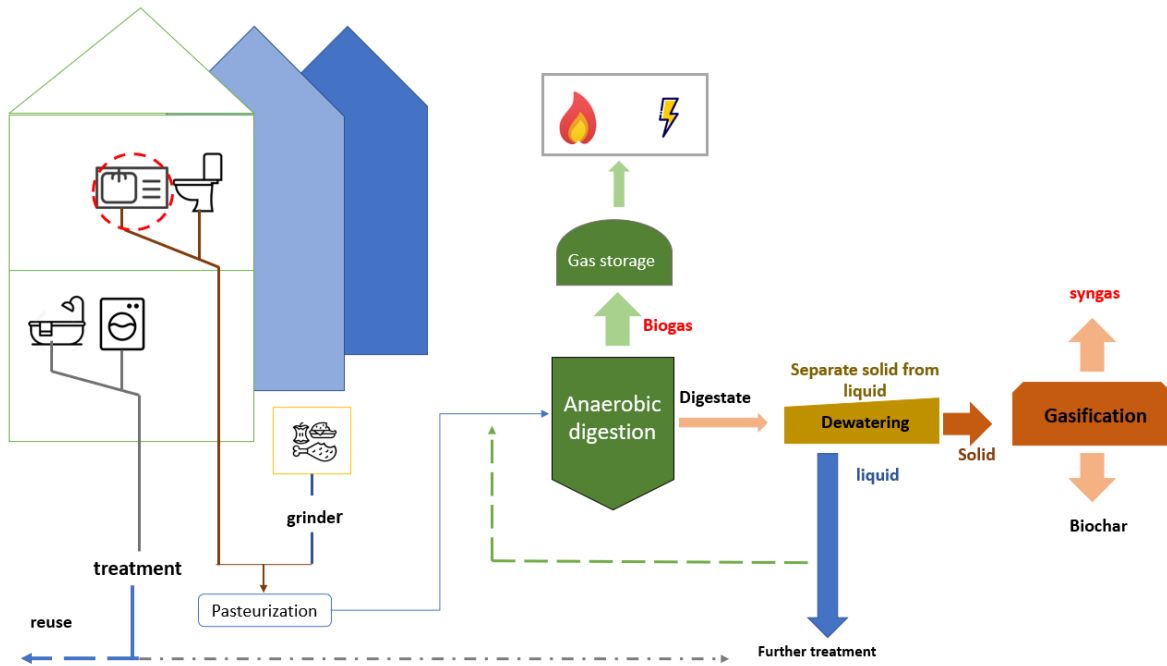 Gas storage
Biogas
syngas
Anaerobic
digestion
Digestate
Separate solid from
liquid
Dewatering
Solid
Gasification
liquid
Biochar
grinder
treatment
Pasteurization
reuse
Further treatment